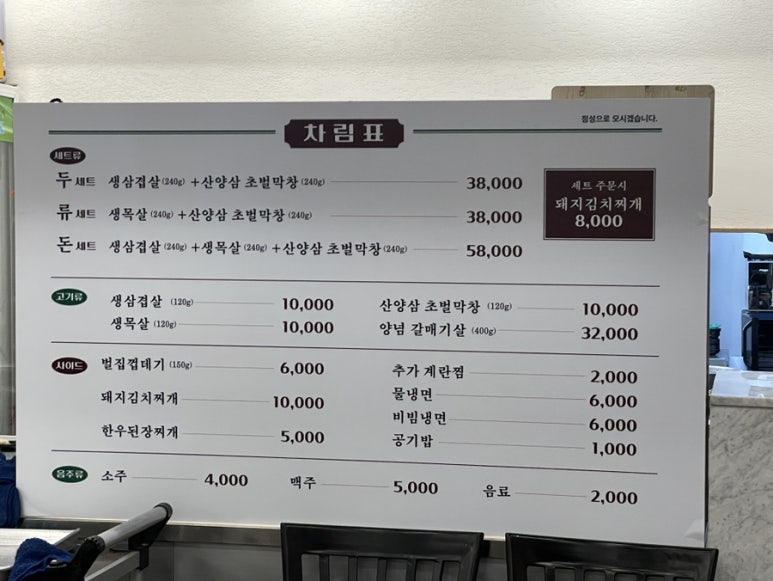 정성으로 모시겠습니다.
차림표
세트류
두세트 생삼겹살(240g) +산양삼 초벌막창(240g) 38,000
류세트 생목살(240g) +산양삼 초벌막창(240g) 38,000
돈세트 생삼겹살(240g) +생목살(240g) +산양삼 초벌막창(240g) 58,000
세트 주문시
돼지김치찌개
8,000
고기류
생삼겹살 (120g) 10,000
생목살 (120g) 10,000
산양삼 초벌막창 (120g) 10,000
양념 갈매기살 (400g) 32,000
사이드
벌집껍데기 (150g) 6,000
돼지김치찌개 10,000
한우된장찌개 5,000
추가 계란찜 2,000
물냉면 6,000
비빔냉면 6,000
공기밥 1,000
음주류
소주 4,000
맥주 5,000
음료 2,000